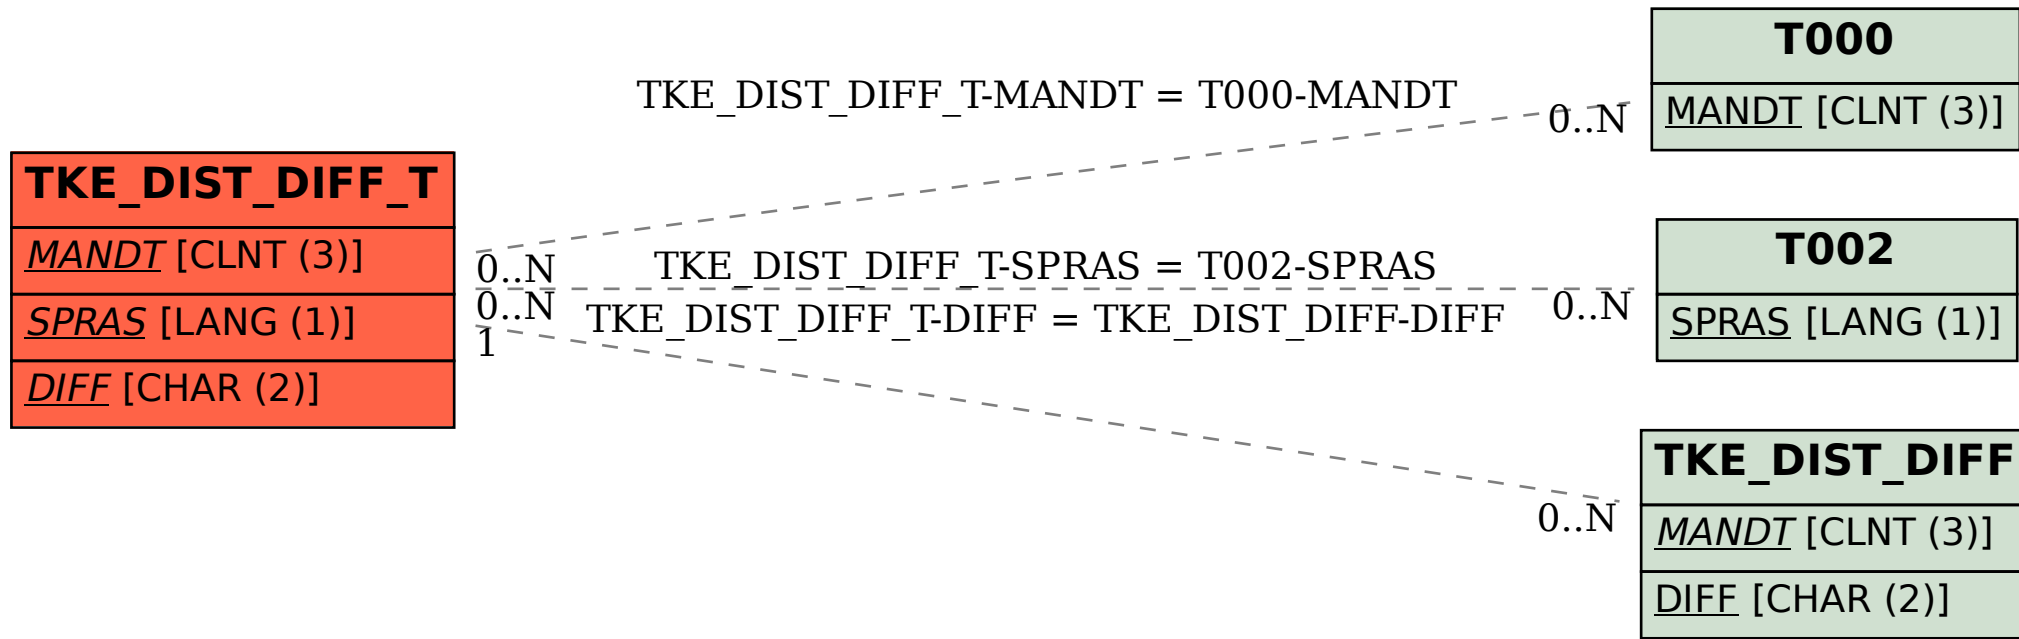 TKE_DIST_DIFF_T
MANDT [CLNT (3)]
SPRAS [LANG (1)]
DIFF [CHAR (2)]
TKE_DIST_DIFF_T-MANDT = T000-MANDT
0..N
0..N
TKE_DIST_DIFF_T-SPRAS = T002-SPRAS
0..N
0..N
TKE_DIST_DIFF_T-DIFF = TKE_DIST_DIFF-DIFF
1
0..N
T000
MANDT [CLNT (3)]
T002
SPRAS [LANG (1)]
TKE_DIST_DIFF
MANDT [CLNT (3)]
DIFF [CHAR (2)]